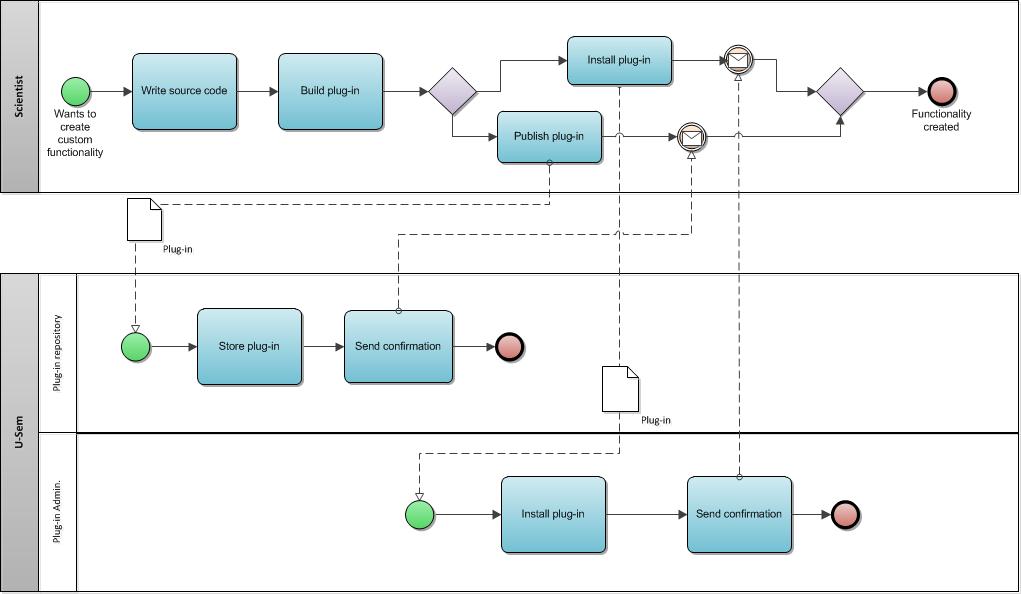 Scientist
Wants to
create
custom
functionality
Write source code
Build plug-in
Install plug-in
Publish plug-in
Functionality
created
Plug-in
U-Sem
Plug-in repository
Store plug-in
Send confirmation
Plug-in
Plug-in Admin.
Install plug-in
Send confirmation